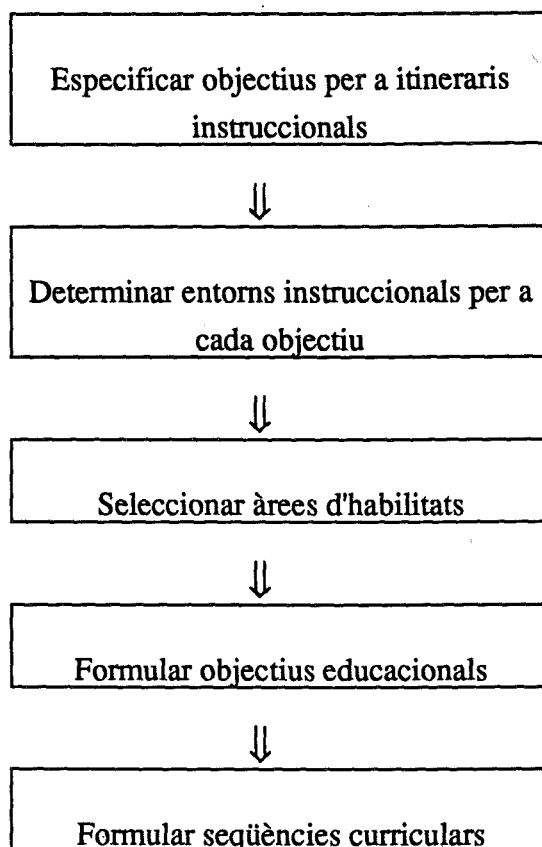 Especificar objectius per a itineraris
instruccionals
⇓
Determinar entorns instruccionals per a
cada objectiu
⇓
Seleccionar àrees d'habilitats
⇓
Formular objectius educacionals
⇓
Formular seqüències curriculars